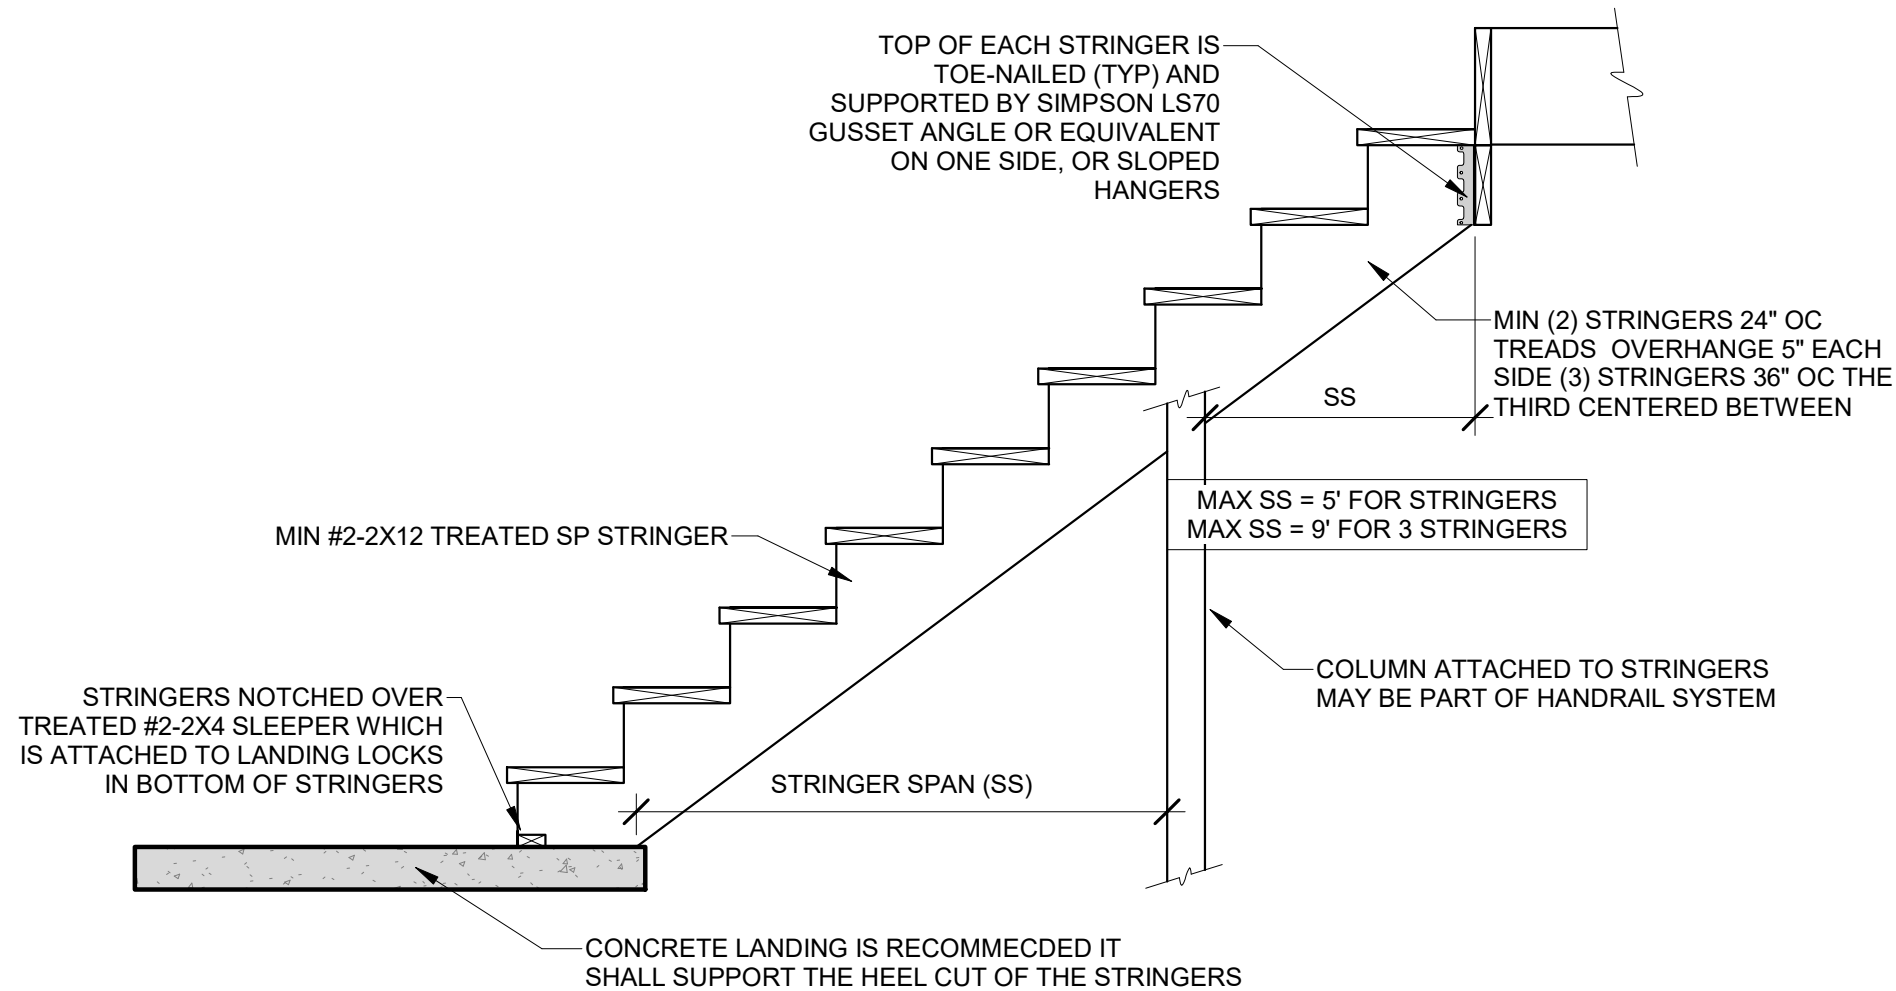 TOP OF EACH STRINGER IS
TOE-NAILED (TYP) AND
SUPPORTED BY SIMPSON LS70
GUSSET ANGLE OR EQUIVALENT
ON ONE SIDE, OR SLOPED
HANGERS
MIN (2) STRINGERS 24" OC
TREADS OVERHANGE 5" EACH
SIDE (3) STRINGERS 36" OC THE
THIRD CENTERED BETWEEN
SS
MAX SS = 5' FOR STRINGERS
MAX SS = 9' FOR 3 STRINGERS
MIN #2-2X12 TREATED SP STRINGER
COLUMN ATTACHED TO STRINGERS
MAY BE PART OF HANDRAIL SYSTEM
STRINGERS NOTCHED OVER
TREATED #2-2X4 SLEEPER WHICH
IS ATTACHED TO LANDING LOCKS
IN BOTTOM OF STRINGERS
STRINGER SPAN (SS)
CONCRETE LANDING IS RECOMMECDED IT
SHALL SUPPORT THE HEEL CUT OF THE STRINGERS